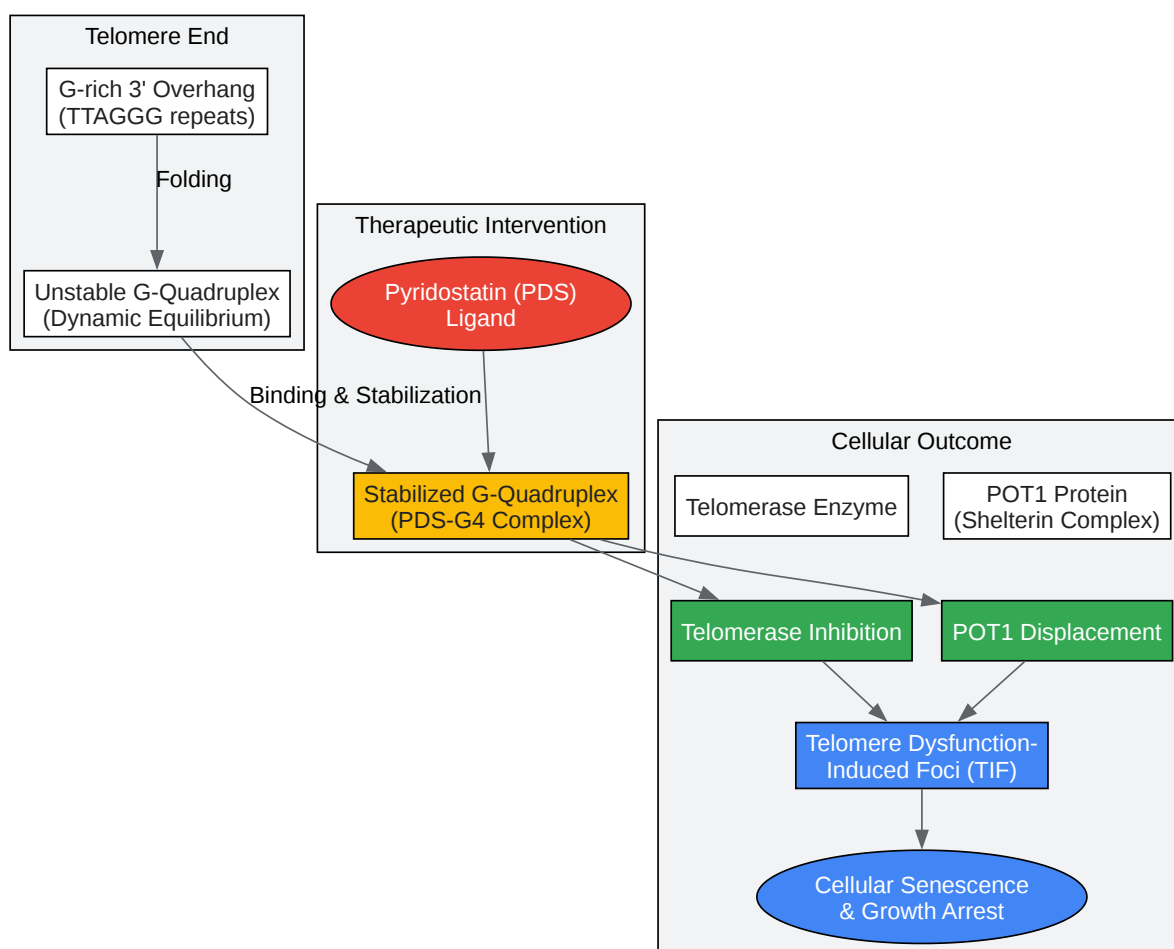 Telomere End
G-rich 3' Overhang
(TTAGGG repeats)
Folding
Unstable G-Quadruplex
(Dynamic Equilibrium)
Therapeutic Intervention
Pyridostatin (PDS)
Ligand
Binding & Stabilization
Stabilized G-Quadruplex
(PDS-G4 Complex)
Cellular Outcome
Telomerase Enzyme
POT1 Protein
(Shelterin Complex)
Telomerase Inhibition
POT1 Displacement
Telomere Dysfunction-
Induced Foci (TIF)
Cellular Senescence
& Growth Arrest